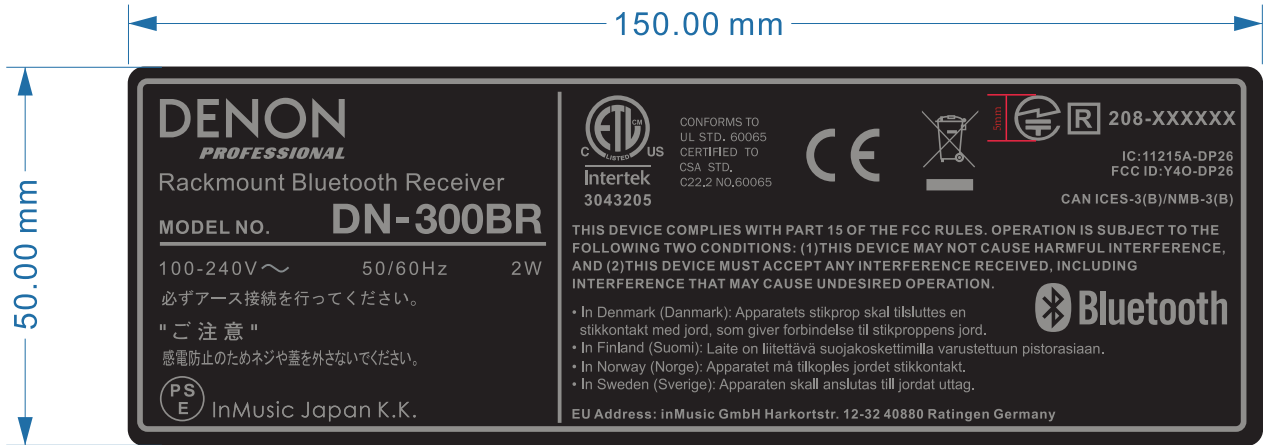 150.00 mm
50.00 mm
DENON
PROFESSIONAL
Rackmount Bluetooth Receiver
MODEL NO. DN-300BR
100-240V～ 50/60Hz 2W
必ずアース接続を行ってください。
"ご注意"
感電防止のためネジや蓋を外さないでください。
PS
E
InMusic Japan K.K.
ETL CM
LISTED
C US
Intertek
3043205
CONFORMS TO
UL STD. 60065
CERTIFIED TO
CSA STD.
C22.2 NO.60065
CE
5mm
R 208-XXXXXX
IC:11215A-DP26
FCC ID:Y4O-DP26
CAN ICES-3(B)/NMB-3(B)
THIS DEVICE COMPLIES WITH PART 15 OF THE FCC RULES. OPERATION IS SUBJECT TO THE
FOLLOWING TWO CONDITIONS: (1)THIS DEVICE MAY NOT CAUSE HARMFUL INTERFERENCE,
AND (2)THIS DEVICE MUST ACCEPT ANY INTERFERENCE RECEIVED, INCLUDING
INTERFERENCE THAT MAY CAUSE UNDESIRED OPERATION.
Bluetooth
• In Denmark (Danmark): Apparatets stikprop skal tilsluttes en
stikkontakt med jord, som giver forbindelse til stikproppens jord.
• In Finland (Suomi): Laite on liitettävä suojakoskettimilla varustettuun pistorasiaan.
• In Norway (Norge): Apparatet må tilkoples jordet stikkontakt.
• In Sweden (Sverige): Apparaten skall anslutas till jordat uttag.
EU Address: inMusic GmbH Harkortstr. 12-32 40880 Ratingen Germany